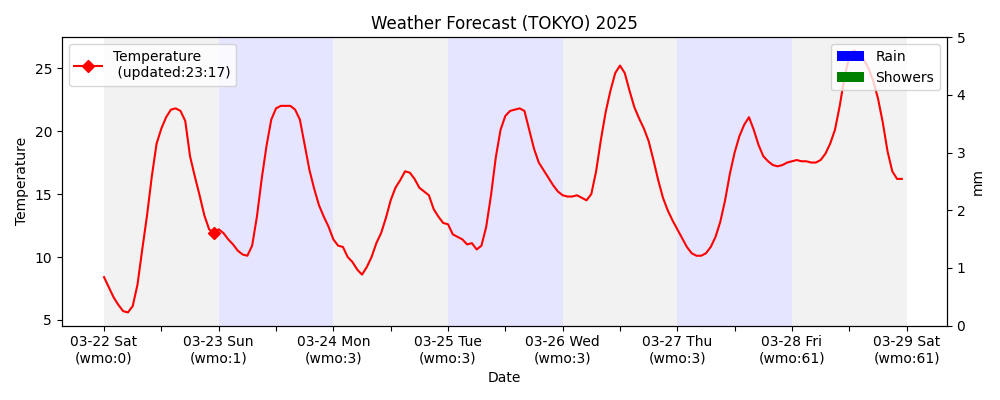 Weather Forecast (TOKYO) 2025
Temperature
(updated:23:17)
Rain
Showers
Temperature
25
20
15
10
5
5
4
3
2
1
0
mm
03-22 Sat
(wmo:0)
03-23 Sun
(wmo:1)
03-24 Mon
(wmo:3)
03-25 Tue
(wmo:3)
03-26 Wed
(wmo:3)
03-27 Thu
(wmo:3)
03-28 Fri
(wmo:61)
03-29 Sat
(wmo:61)
Date